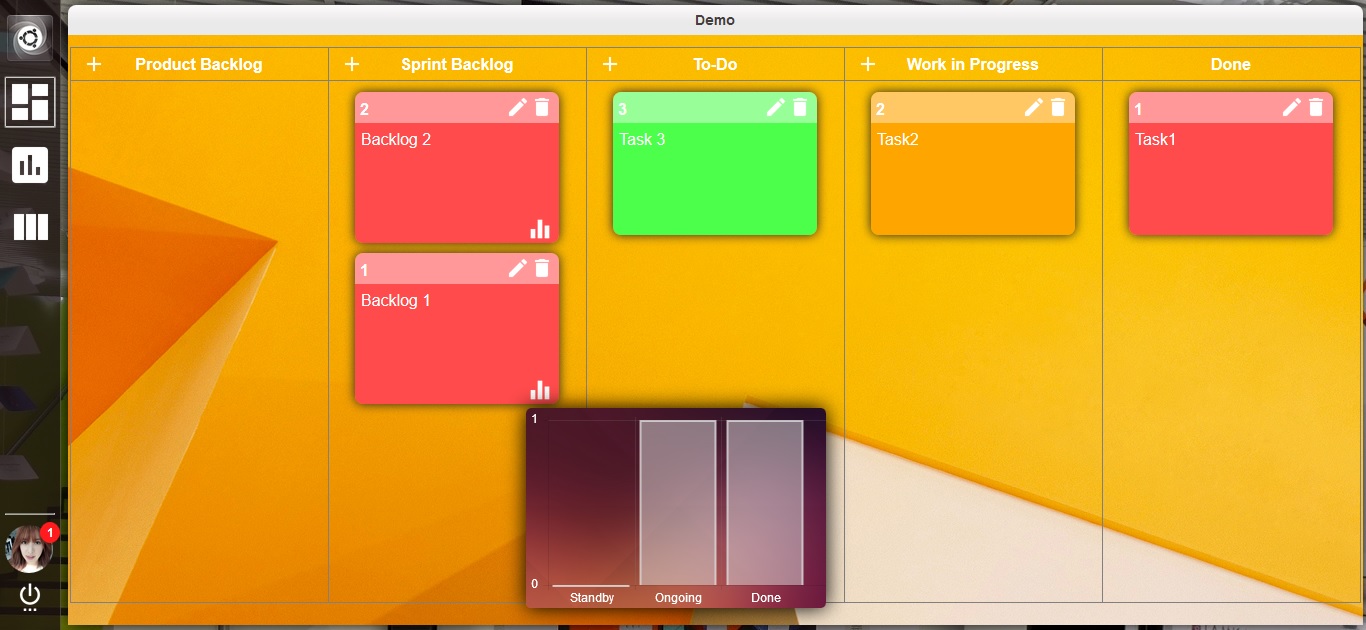 Demo
Product Backlog
Sprint Backlog
To-Do
Work in Progress
Done
2
Backlog 2
1
Backlog 1
3
Task 3
2
Task2
1
Task1
1
0
Standby
Ongoing
Done
1